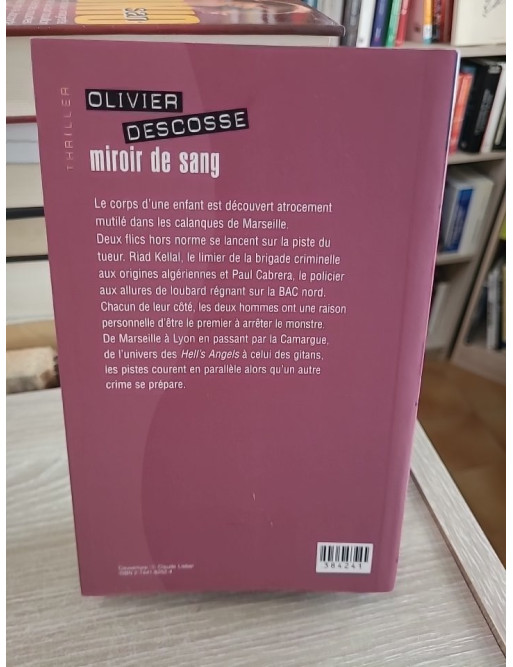 THRILLER
OLIVIER
DESCOSSE
miroir de sang
Le corps d'une enfant est découvert atrocement
mutilé dans les calanques de Marseille.
Deux flics hors norme se lancent sur la piste du
tueur. Riad Kellal, le limier de la brigade criminelle
aux origines algériennes et Paul Cabrera, le policier
aux allures de loubard régnant sur la BAC nord.
Chacun de leur côté, les deux hommes ont une raison
personnelle d'être le premier à arrêter le monstre.
De Marseille à Lyon en passant par la Camargue,
de l'univers des Hell's Angels à celui des gitans,
les pistes courent en parallèle alors qu'un autre
crime se prépare.
384241